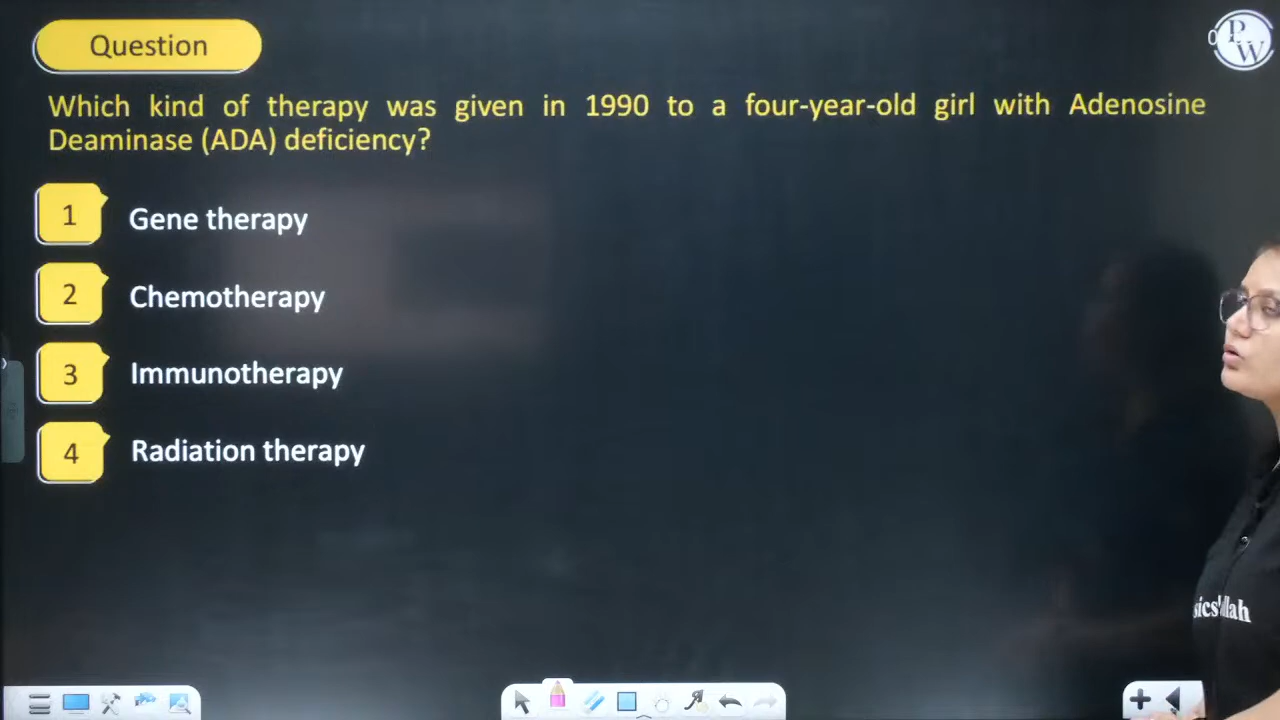 Question
Which kind of therapy was given in 1990 to a four-year-old girl with Adenosine
Deaminase (ADA) deficiency?
1 Gene therapy
2 Chemotherapy
3 Immunotherapy
4 Radiation therapy
PW